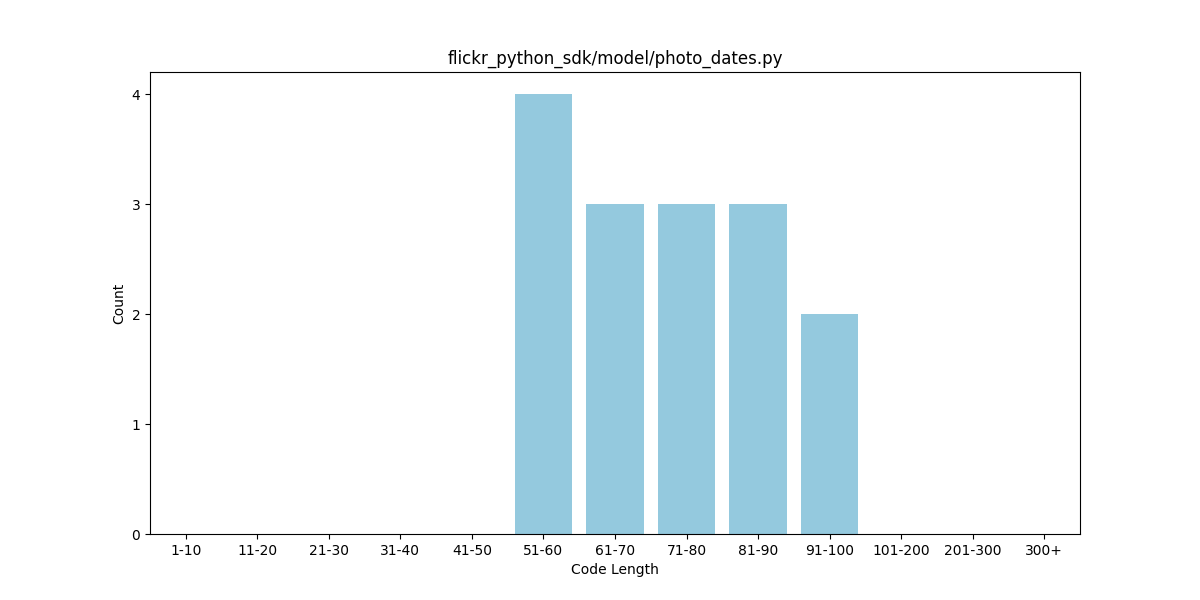 flickr_python_sdk/model/photo_dates.py
4
3
2
1
0
Count
1-10 11-20 21-30 31-40 41-50 51-60 61-70 71-80 81-90 91-100 101-200 201-300 300+
Code Length